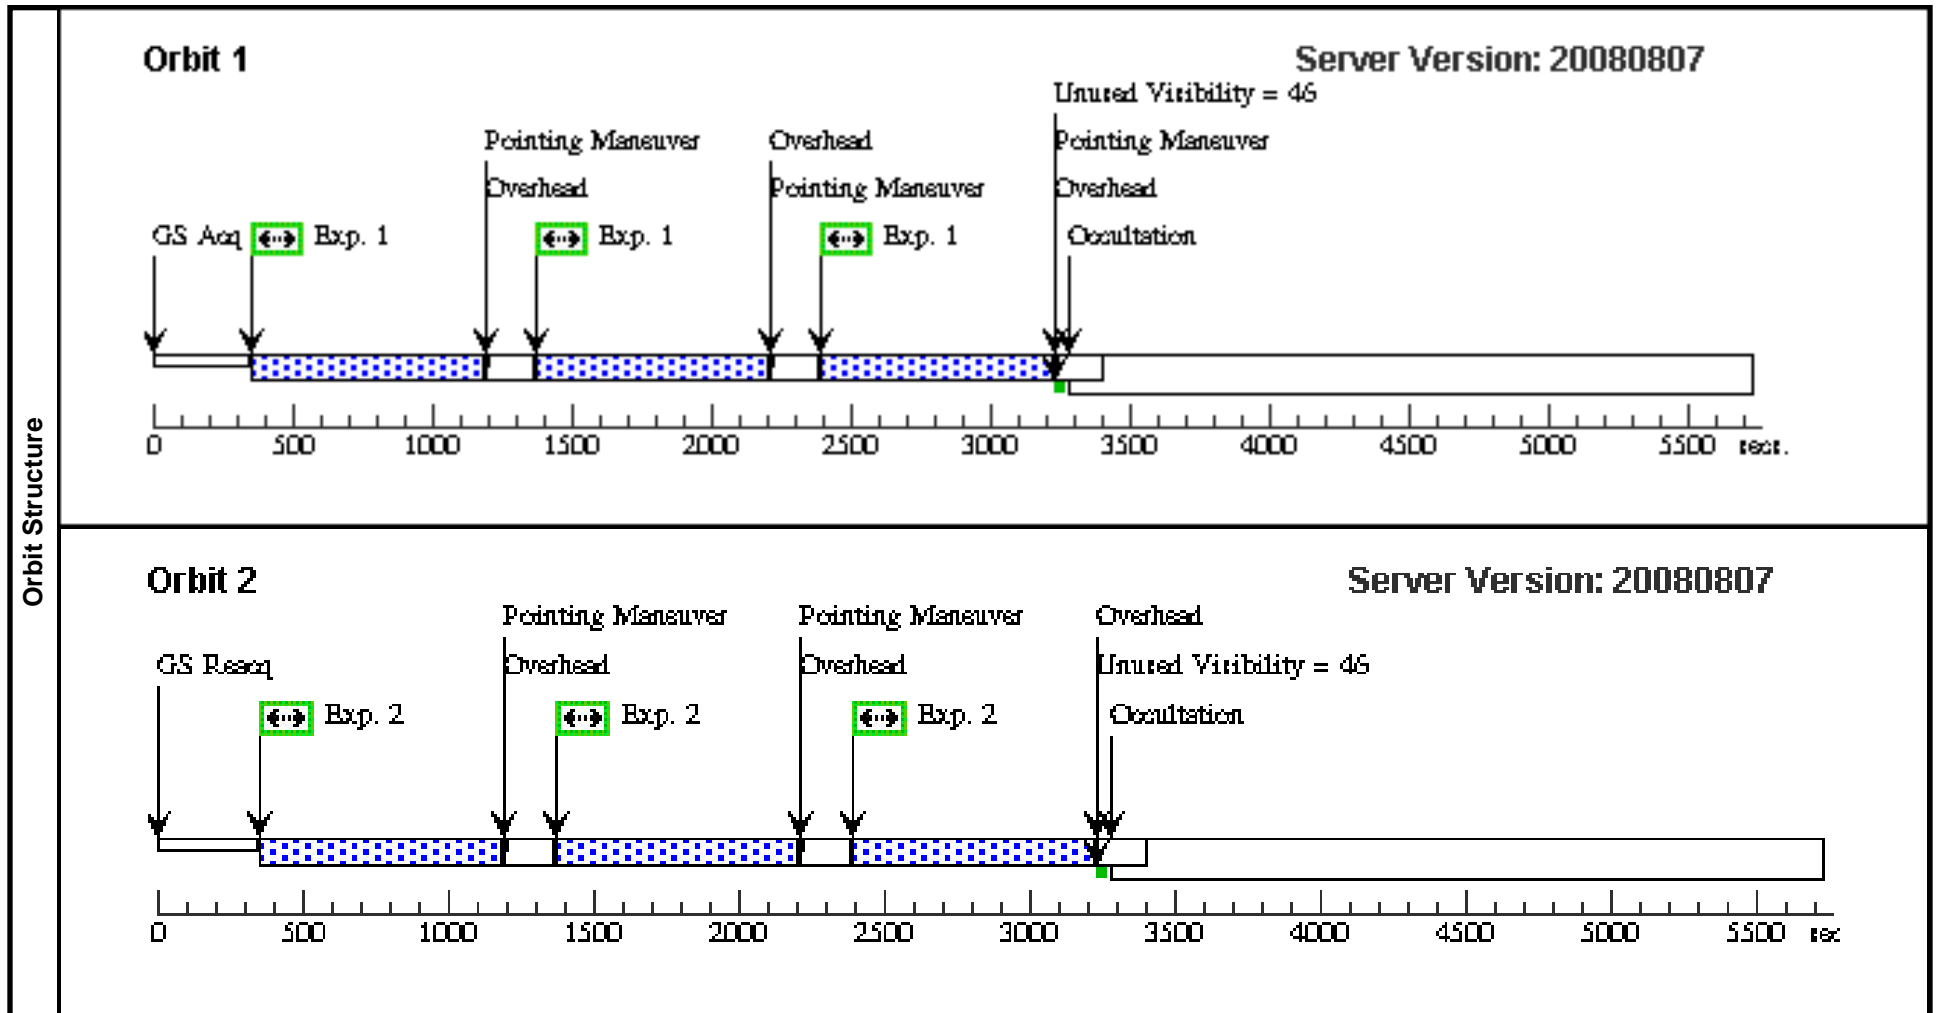 Orbit Structure
Orbit 1
Server Version: 20080807
Unused Visibility = 46
Pointing Maneuver Overhead Pointing Maneuver
Overhead Pointing Maneuver Overhead
GS Acq Exp. 1 Exp. 1 Exp. 1 Occultation
0 500 1000 1500 2000 2500 3000 3500 4000 4500 5000 5500 secs.
Orbit 2
Server Version: 20080807
Pointing Maneuver Pointing Maneuver Overhead
GS Reacq Overhead Overhead Unused Visibility = 46
Exp. 2 Exp. 2 Exp. 2 Occultation
0 500 1000 1500 2000 2500 3000 3500 4000 4500 5000 5500 sec